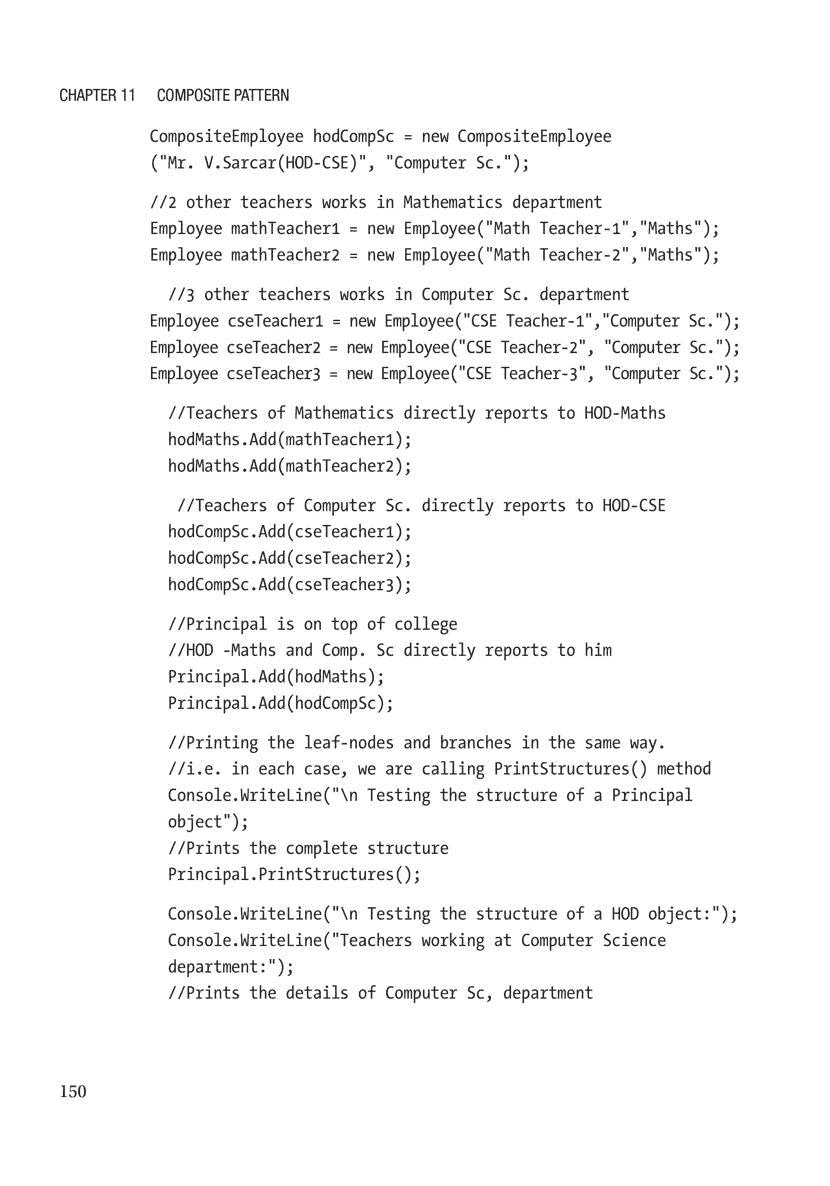 CHAPTER 11 COMPOSITE PATTERN
CompositeEmployee hodCompSc = new CompositeEmployee
("Mr. V.Sarcar(HOD-CSE)", "Computer Sc.");
//2 other teachers works in Mathematics department
Employee mathTeacher1 = new Employee("Math Teacher-1","Maths");
Employee mathTeacher2 = new Employee("Math Teacher-2","Maths");
//3 other teachers works in Computer Sc. department
Employee cseTeacher1 = new Employee("CSE Teacher-1","Computer Sc.");
Employee cseTeacher2 = new Employee("CSE Teacher-2", "Computer Sc.");
Employee cseTeacher3 = new Employee("CSE Teacher-3", "Computer Sc.");
//Teachers of Mathematics directly reports to HOD-Maths
hodMaths.Add(mathTeacher1);
hodMaths.Add(mathTeacher2);
//Teachers of Computer Sc. directly reports to HOD-CSE
hodCompSc.Add(cseTeacher1);
hodCompSc.Add(cseTeacher2);
hodCompSc.Add(cseTeacher3);
//Principal is on top of college
//HOD -Maths and Comp. Sc directly reports to him
Principal.Add(hodMaths);
Principal.Add(hodCompSc);
//Printing the leaf-nodes and branches in the same way.
//i.e. in each case, we are calling PrintStructures() method
Console.WriteLine("\n Testing the structure of a Principal
object");
//Prints the complete structure
Principal.PrintStructures();
Console.WriteLine("\n Testing the structure of a HOD object:");
Console.WriteLine("Teachers working at Computer Science
department:");
//Prints the details of Computer Sc, department
150